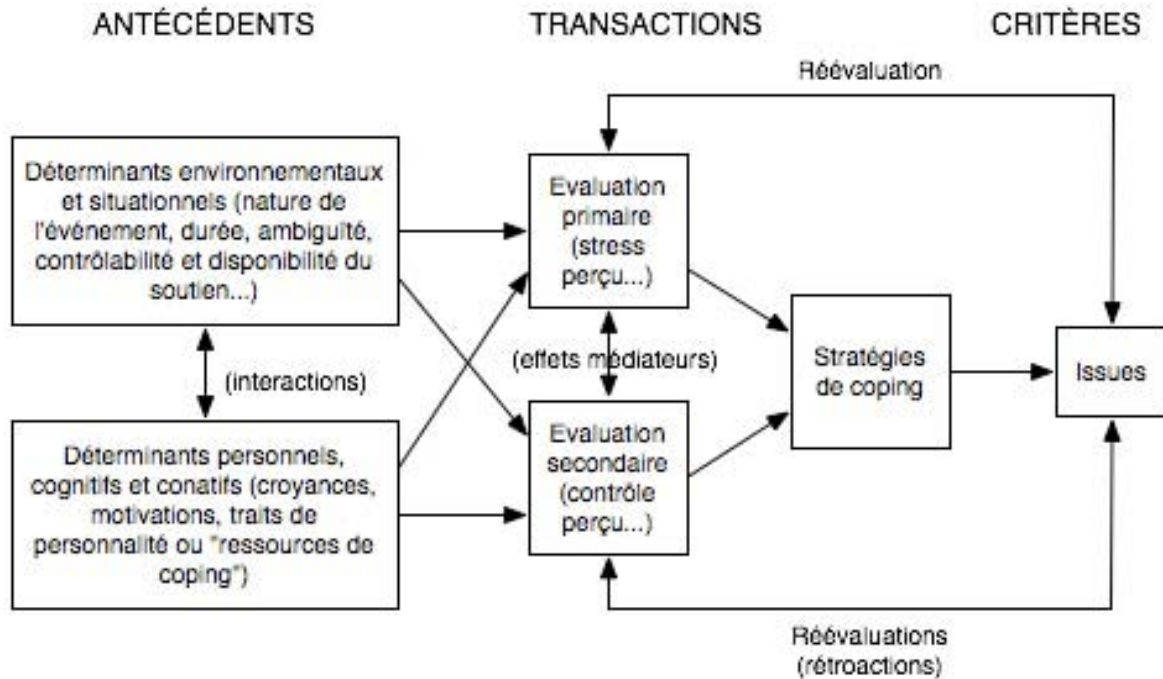 ANTÉCÉDENTS
TRANSACTIONS
CRITÈRES
Réévaluation
Déterminants environnementaux
et situationnels (nature de
l'événement, durée, ambiguïté,
contrôlabilité et disponibilité du
soutien...)
(interactions)
Déterminants personnels,
cognitifs et conatifs (croyances,
motivations, traits de
personnalité ou "ressources de
coping")
Evaluation
primaire
(stress
perçu...)
(effets médiateurs)
Evaluation
secondaire
(contrôle
perçu...)
Stratégies
de coping
Issues
Réévaluations
(rétroactions)